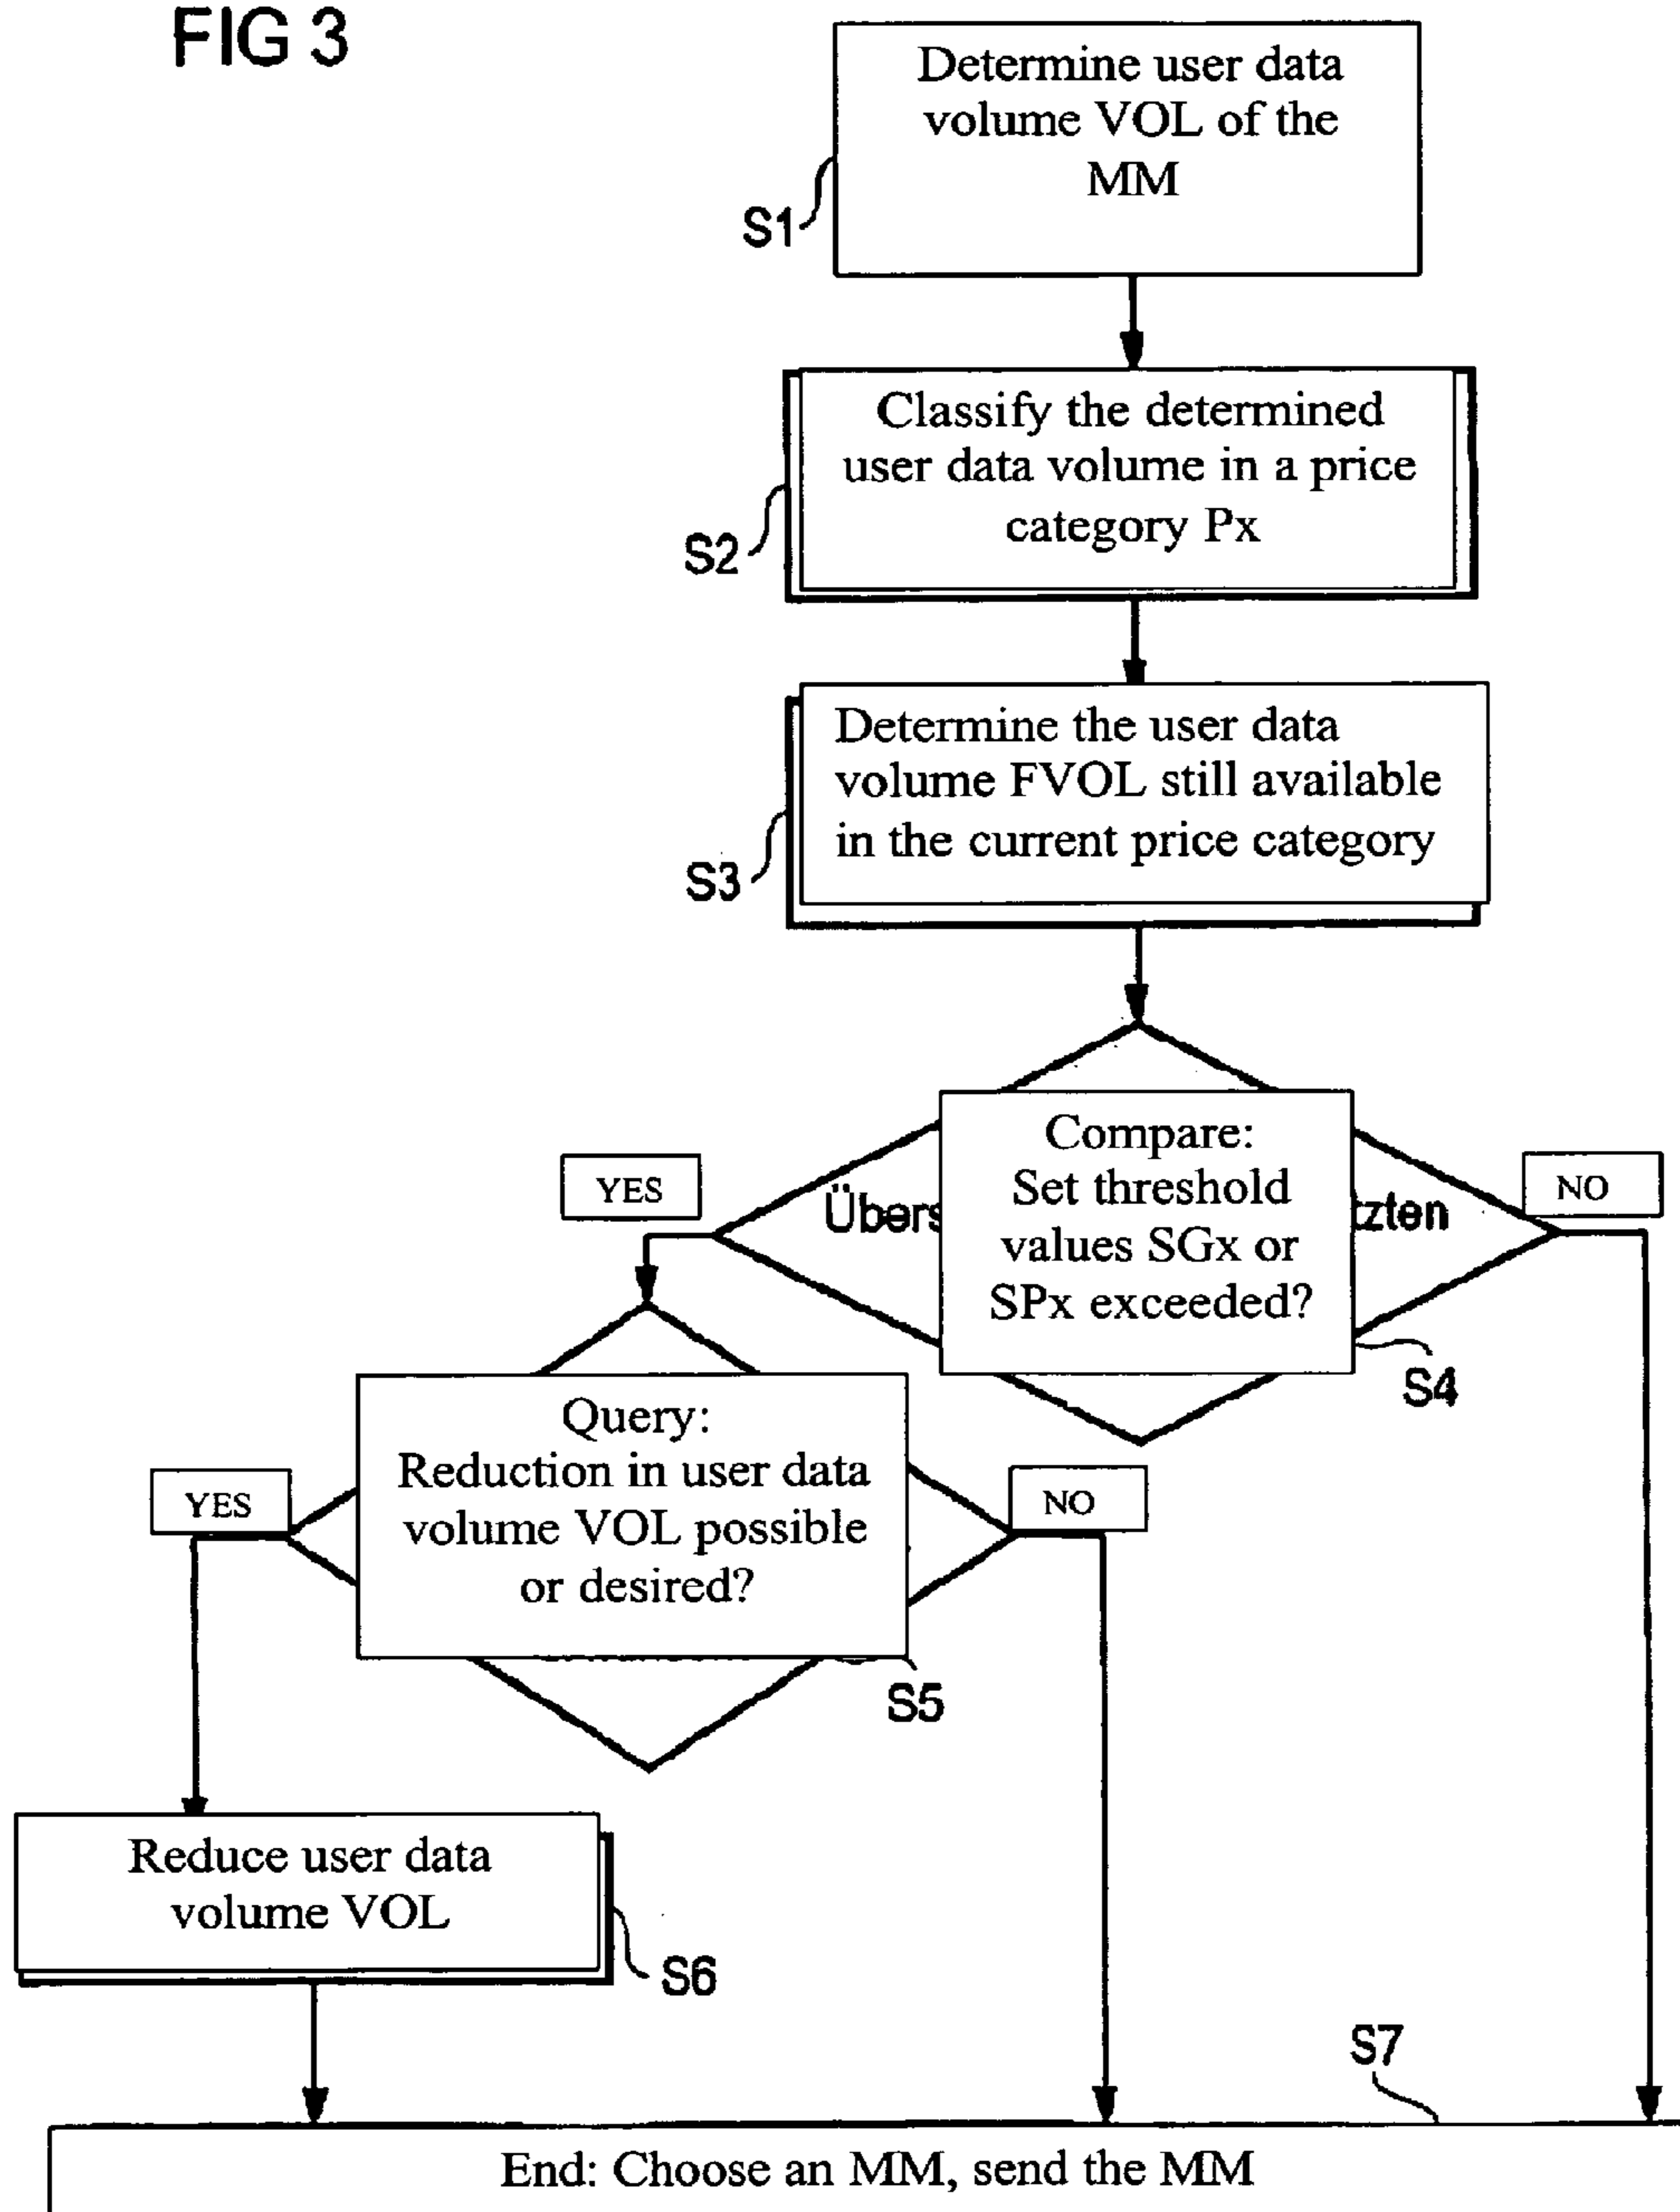 FIG 3
Determine user data
volume VOL of the
MM
S1
Classify the determined
user data volume in a price
category Px
S2
Determine the user data
volume FVOL still available
in the current price category
S3
Compare:
Set threshold
values SGx or
SPx exceeded?
YES
NO
S4
Query:
Reduction in user data
volume VOL possible
or desired?
YES
NO
S5
Reduce user data
volume VOL
S6
S7
End: Choose an MM, send the MM